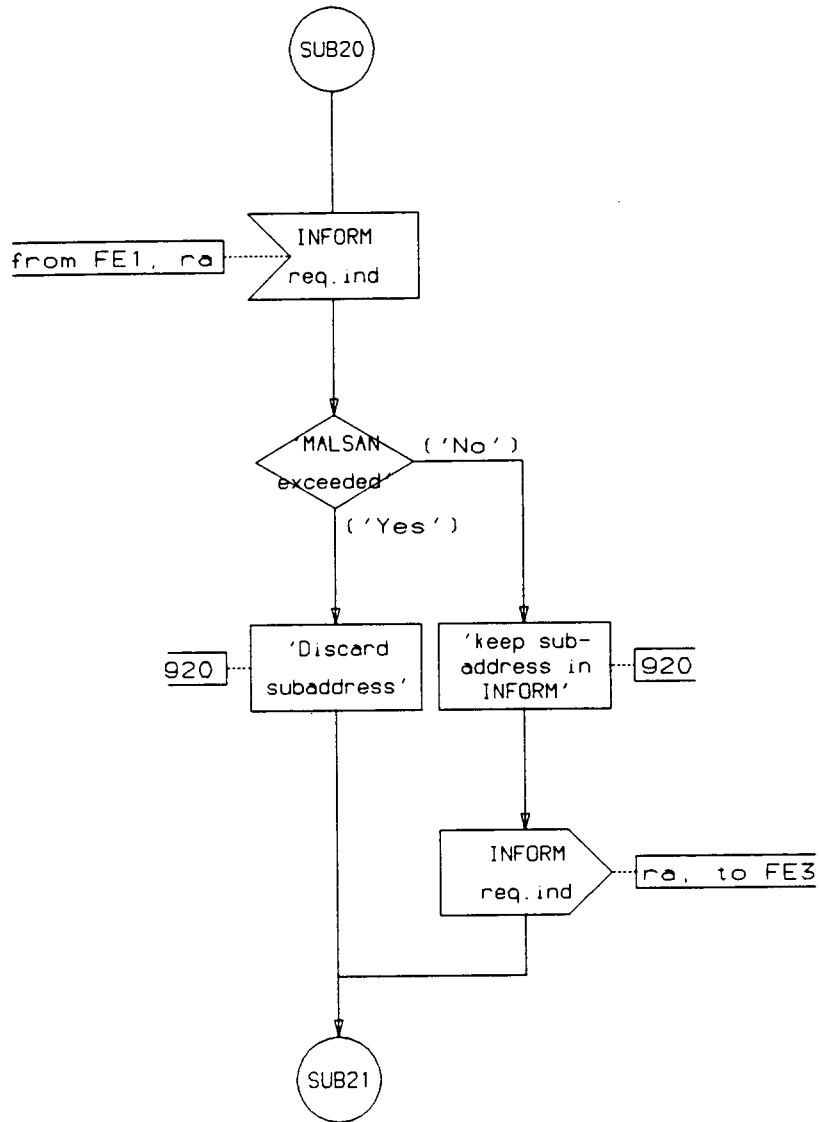 SUB20
INFORM
req.ind
from FE1, ra
'MALSAN
exceeded'
('No')
('Yes')
920
'Discard
subaddress'
'keep sub-
address in
INFORM'
920
INFORM
req.ind
ra, to FE3
SUB21